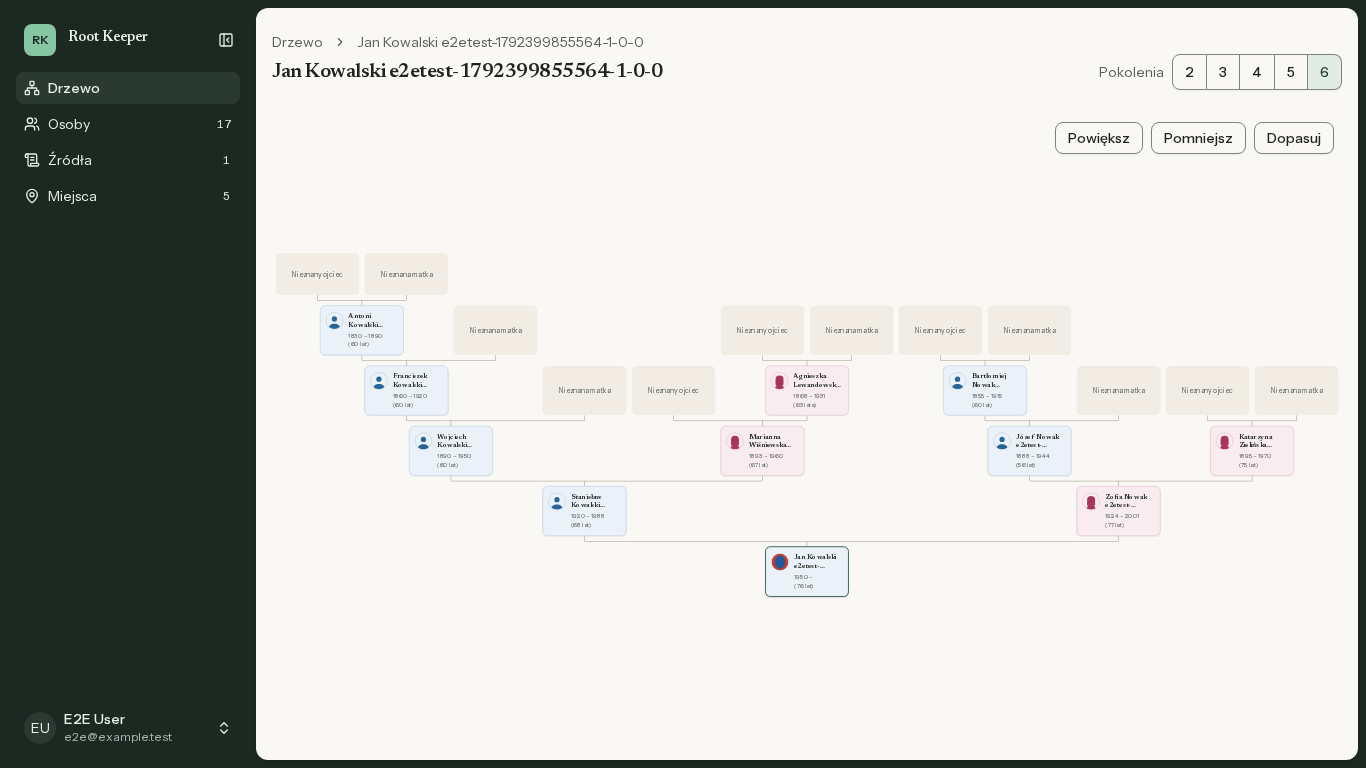 RK
Root Keeper
Drzewo
Osoby
17
Źródła
1
Miejsca
5
EU
E2E User
e2e@example.test
Drzewo
Jan Kowalski e2etest-1792399855564-1-0-0
Jan Kowalski e2etest-1792399855564-1-0-0
Pokolenia
2
3
4
5
6
Powiększ
Pomniejsz
Dopasuj
Nieznany ojciec
Nieznana matka
Antoni
Kowalski...
1830 – 1890
(60 lat)
Nieznana matka
Nieznany ojciec
Nieznana matka
Nieznany ojciec
Nieznana matka
Franciszek
Kowalski...
1860 – 1920
(60 lat)
Nieznana matka
Nieznany ojciec
Agnieszka
Lewandowsk...
1868 – 1931
(63 lata)
Bartłomiej
Nowak...
1855 – 1915
(60 lat)
Nieznana matka
Nieznany ojciec
Nieznana matka
Wojciech
Kowalski...
1890 – 1950
(60 lat)
Marianna
Wiśniewska...
1893 – 1960
(67 lat)
Józef Nowak
e2etest-...
1888 – 1944
(56 lat)
Katarzyna
Zielińska...
1895 – 1970
(75 lat)
Stanisław
Kowalski...
1920 – 1988
(68 lat)
Zofia Nowak
e2etest-...
1924 – 2001
(77 lat)
Jan Kowalski
e2etest-...
1950 –
(76 lat)